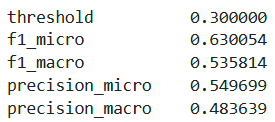 threshold 0.300000
f1_micro 0.630054
f1_macro 0.535814
precision_micro 0.549699
precision_macro 0.483639